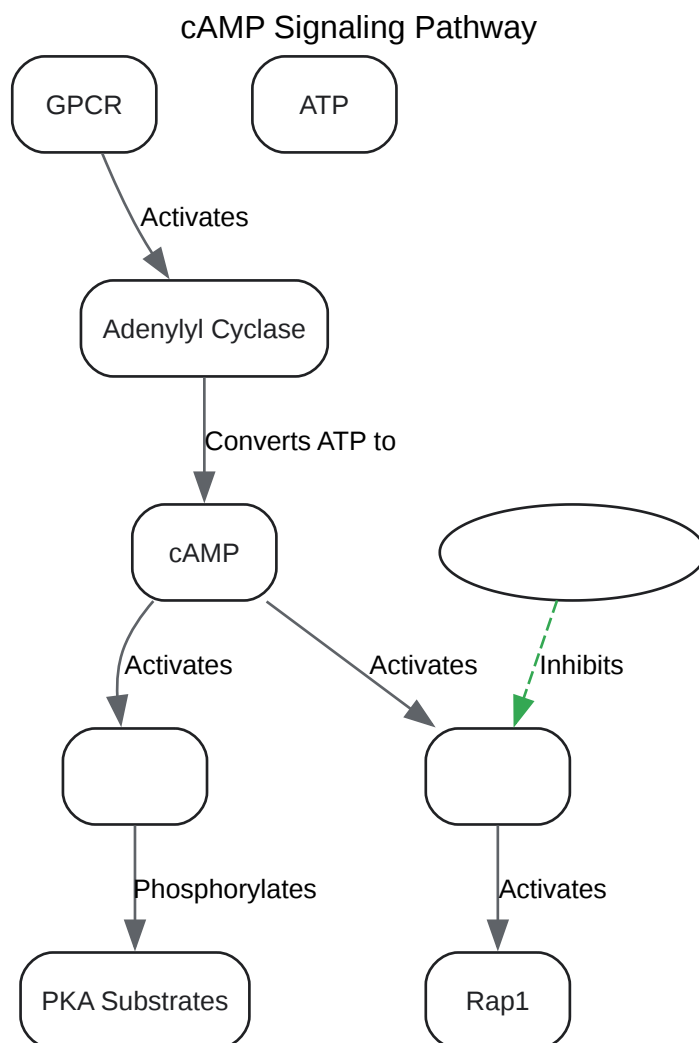 cAMP Signaling Pathway
GPCR
ATP
Activates
Adenylyl Cyclase
Converts ATP to
cAMP
Activates
Activates
Inhibits
Phosphorylates
Activates
PKA Substrates
Rap1